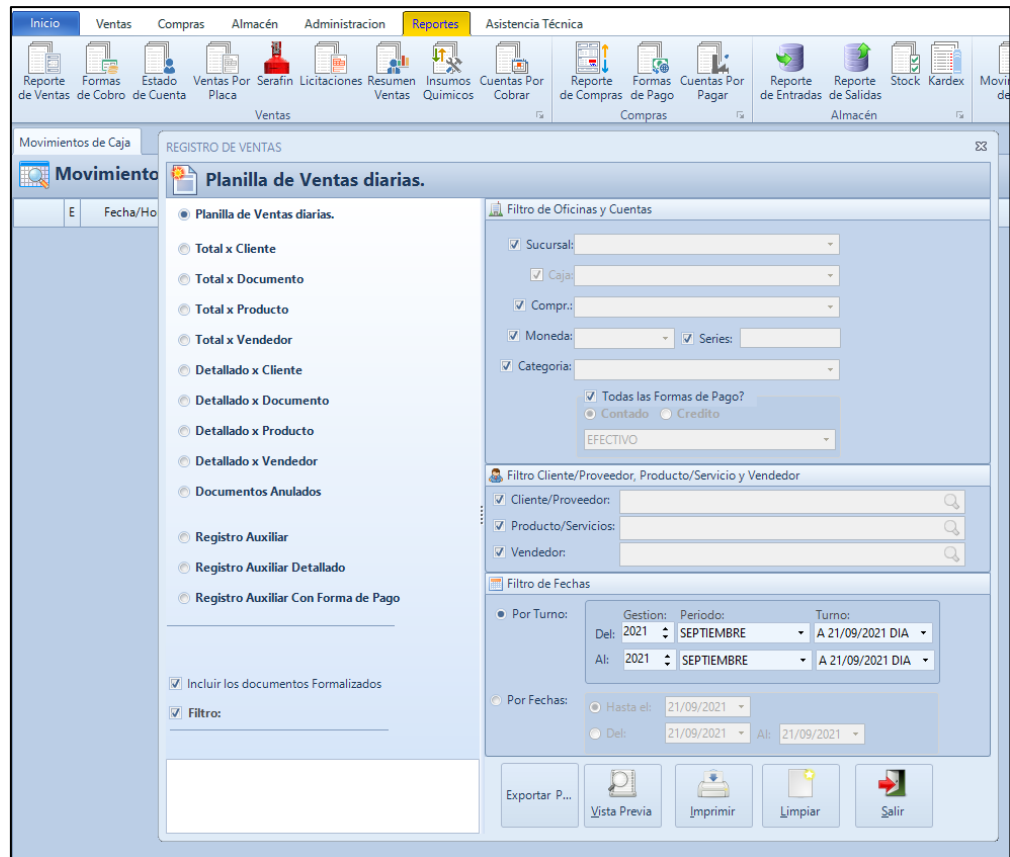 Inicio Ventas Compras Almacén Administracion Reportes Asistencia Técnica
Reporte de Ventas
Formas de Cobro
Estado de Cuenta
Ventas Por Placa
Serafin
Licitaciones
Resumen Ventas
Insumos Quimicos
Cuentas Por Cobrar
Reporte de Compras
Formas de Pago
Cuentas Por Pagar
Reporte de Entradas
Reporte de Salidas
Stock
Kardex
Ventas Compras Almacén
Movimientos de Caja
REGISTRO DE VENTAS
Movimiento
Planilla de Ventas diarias.
E Fecha/Ho
Planilla de Ventas diarias.
Total x Cliente
Total x Documento
Total x Producto
Total x Vendedor
Detallado x Cliente
Detallado x Documento
Detallado x Producto
Detallado x Vendedor
Documentos Anulados
Registro Auxiliar
Registro Auxiliar Detallado
Registro Auxiliar Con Forma de Pago
Incluir los documentos Formalizados
Filtro:
Filtro de Oficinas y Cuentas
Sucursal:
Caja:
Compr.:
Moneda: Series:
Categoria:
Todas las Formas de Pago?
Contado Credito
EFECTIVO
Filtro Cliente/Proveedor, Producto/Servicio y Vendedor
Cliente/Proveedor:
Producto/Servicios:
Vendedor:
Filtro de Fechas
Por Turno: Gestion: Periodo: Turno:
Del: 2021 SEPTIEMBRE A 21/09/2021 DIA
Al: 2021 SEPTIEMBRE A 21/09/2021 DIA
Por Fechas: Hasta el: 21/09/2021
Del: 21/09/2021 Al: 21/09/2021
Exportar P... Vista Previa Imprimir Limpiar Salir